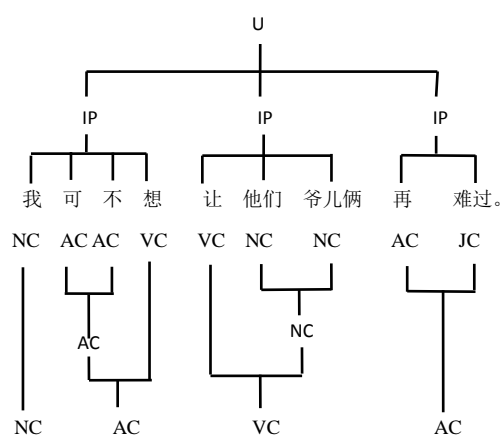 U
IP IP IP
我 可 不 想 让 他们 爷儿俩 再 难过。
NC AC AC VC VC NC NC AC JC
AC NC
NC AC VC AC